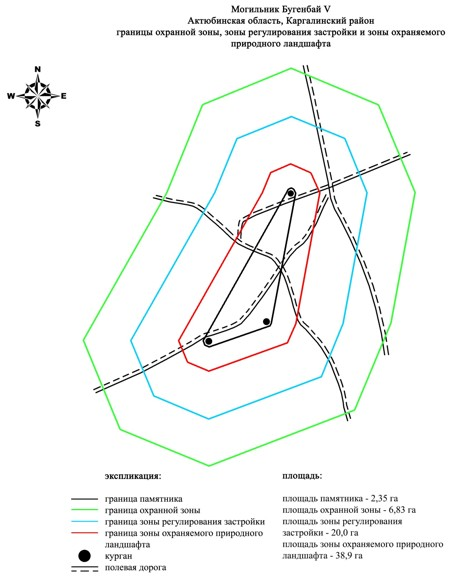 Могильник Бугенбай V
Актюбинская область, Каргалинский район
границы охранной зоны, зоны регулирования застройки и зоны охраняемого
природного ландшафта
N
W E
S
экспликация:
граница памятника
граница охранной зоны
граница зоны регулирования застройки
граница зоны охраняемого природного
ландшафта
курган
полевая дорога
площадь:
площадь памятника - 2,35 га
площадь охранной зоны - 6,83 га
площадь зоны регулирования
застройки - 20,0 га
площадь зоны охраняемого природного
ландшафта - 38,9 га